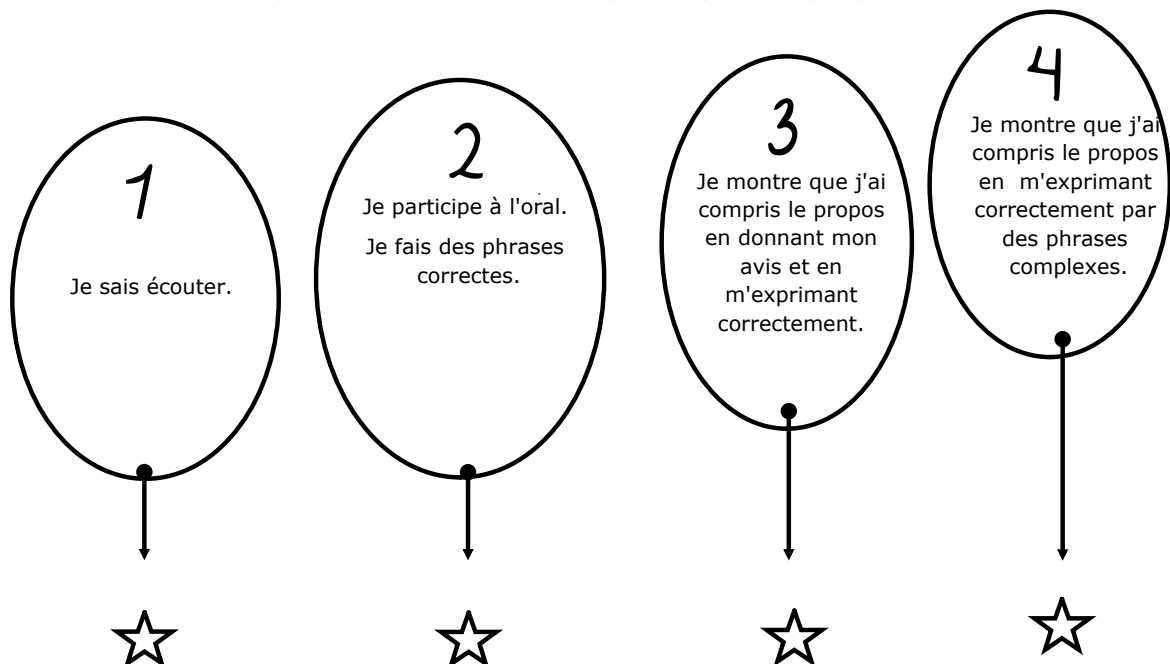 1
Je sais écouter.
2
Je participe à l'oral.
Je fais des phrases
correctes.
3
Je montre que j'ai
compris le propos
en donnant mon
avis et en
m'exprimant
correctement.
4
Je montre que j'ai
compris le propos
en m'exprimant
correctement par
des phrases
complexes.